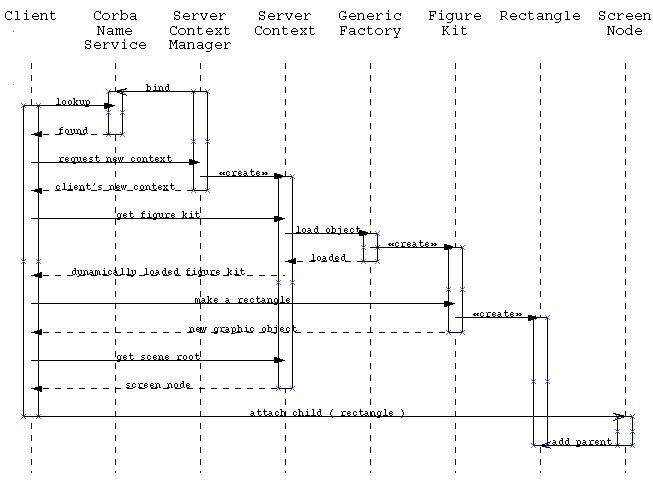 Client
Corba
Name
Service
Server
Context
Manager
Server
Context
Generic
Factory
Figure
Kit
Rectangle
Screen
Node
bind
lookup
found
request new context
«create»
client's new context
get figure kit
load object
«create»
loaded
dynamically loaded figure kit
make a rectangle
«create»
new graphic object
get scene root
screen node
attach child ( rectangle )
add parent